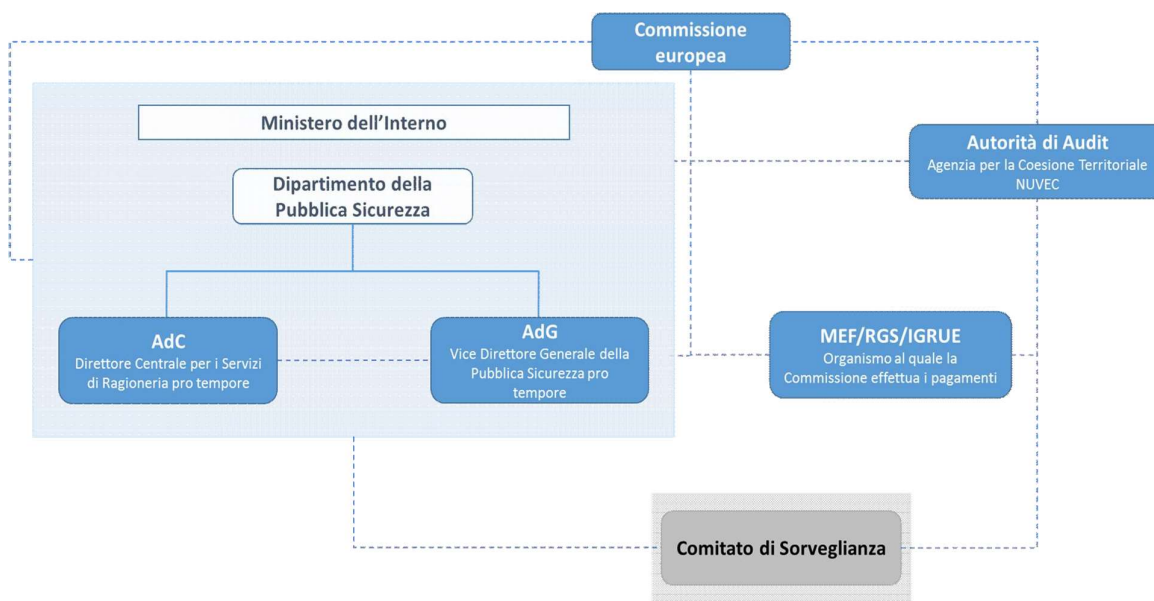 Commissione
europea
Ministero dell’Interno
Dipartimento della
Pubblica Sicurezza
Autorità di Audit
Agenzia per la Coesione Territoriale
NUVEC
AdC
Direttore Centrale per i Servizi
di Ragioneria pro tempore
AdG
Vice Direttore Generale della
Pubblica Sicurezza pro
tempore
MEF/RGS/IGRUE
Organismo al quale la
Commissione effettua i pagamenti
Comitato di Sorveglianza